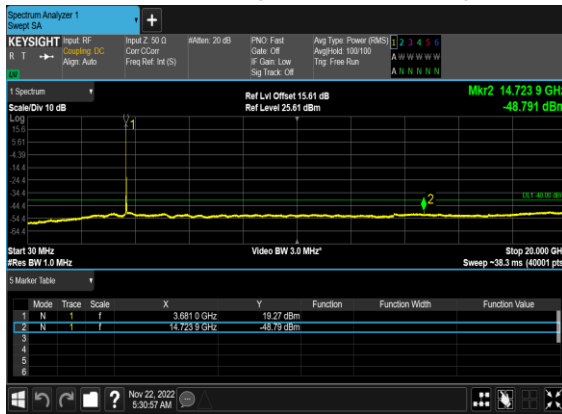 Spectrum Analyzer 1
Swept SA
+
KEYSIGHT Input: RF Input Z: 50 Ω #Atten: 20 dB PNO: Fast Avg Type: Power (RMS) 1 2 3 4 5 6
R T Coupling: DC Corr CCorr Gate: Off Avg|Hold: 100/100 A W W W W W
Align: Auto Freq Ref: Int (S) IF Gain: Low Trig: Free Run
Sig Track: Off A N N N N N
1 Spectrum Ref Lvl Offset 15.61 dB Mkr2 14.723 9 GHz
Scale/Div 10 dB Ref Level 25.61 dBm -48.791 dBm
Log
1
15.6
5.61
-4.39
-14.4
-24.4
-34.4
DL1 -40.00 dBm
2
-44.4
-54.4
-64.4
Start 30 MHz Video BW 3.0 MHz* Stop 20.000 GHz
#Res BW 1.0 MHz Sweep ~38.3 ms (40001 pts)
5 Marker Table
Mode Trace Scale X Y Function Function Width Function Value
1 N 1 f 3.681 0 GHz 19.27 dBm
2 N 1 f 14.723 9 GHz -48.79 dBm
3
4
5
6
? Nov 22, 2022
5:30:57 AM